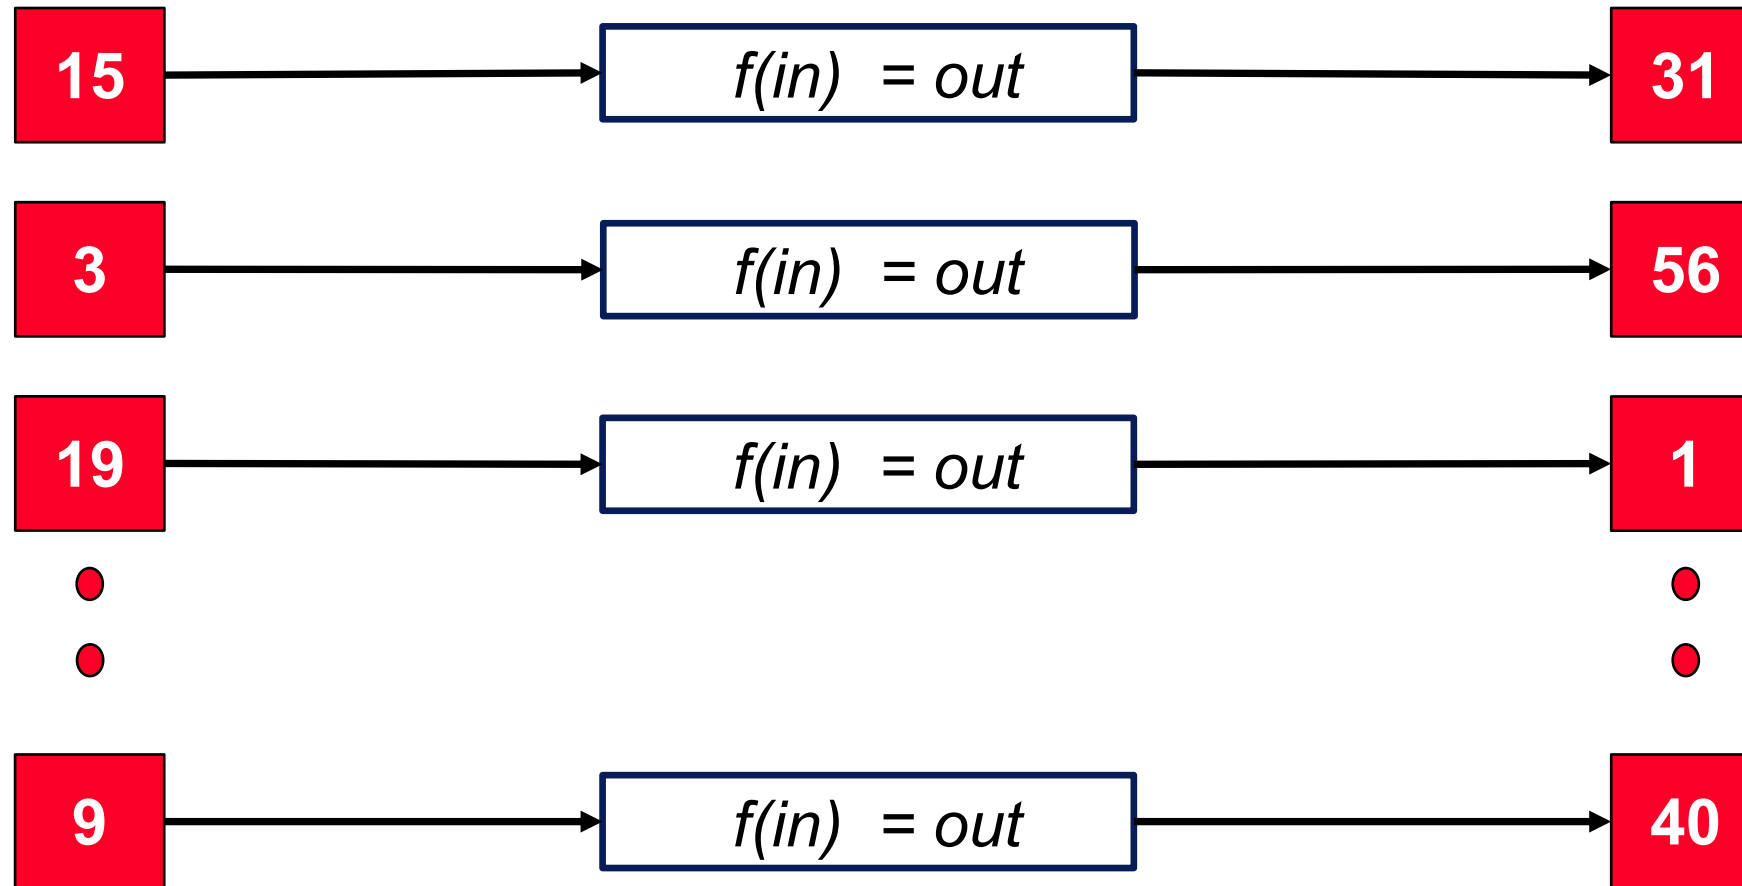 15 f(in) = out 31
3 f(in) = out 56
19 f(in) = out 1
9 f(in) = out 40